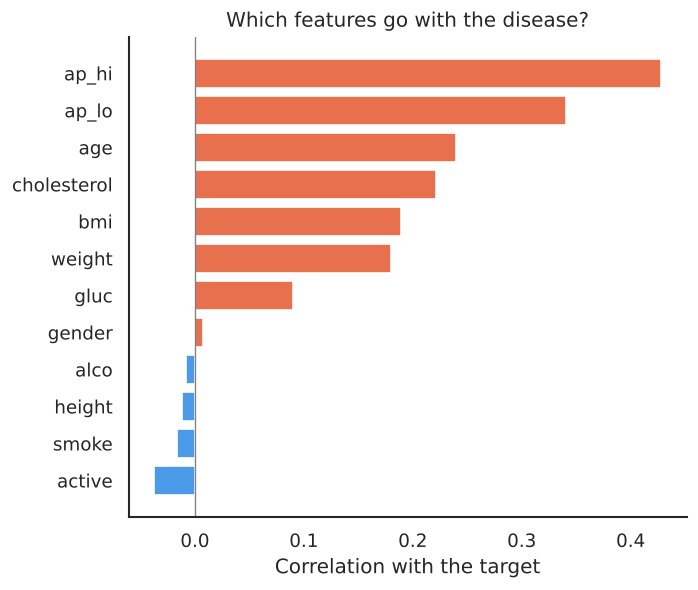 Which features go with the disease?
ap_hi
ap_lo
age
cholesterol
bmi
weight
gluc
gender
alco
height
smoke
active
0.0 0.1 0.2 0.3 0.4
Correlation with the target